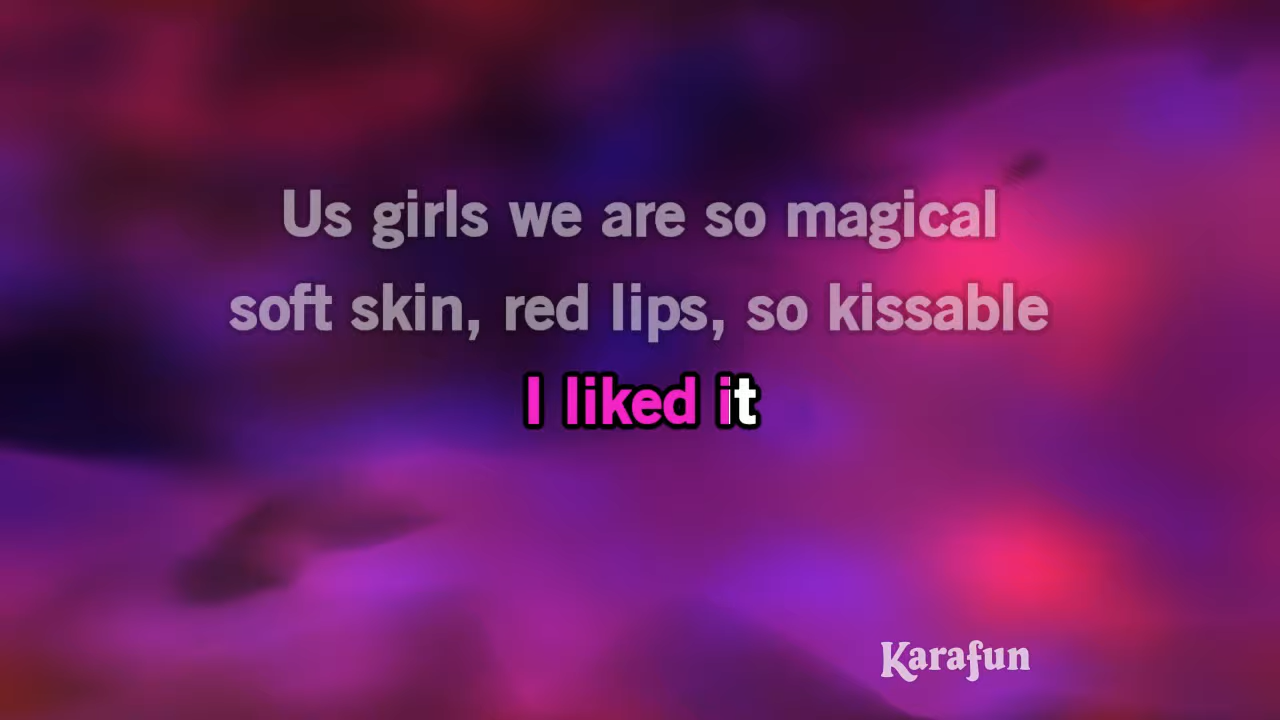 Us girls we are so magical
soft skin, red lips, so kissable
I liked it
Karafun